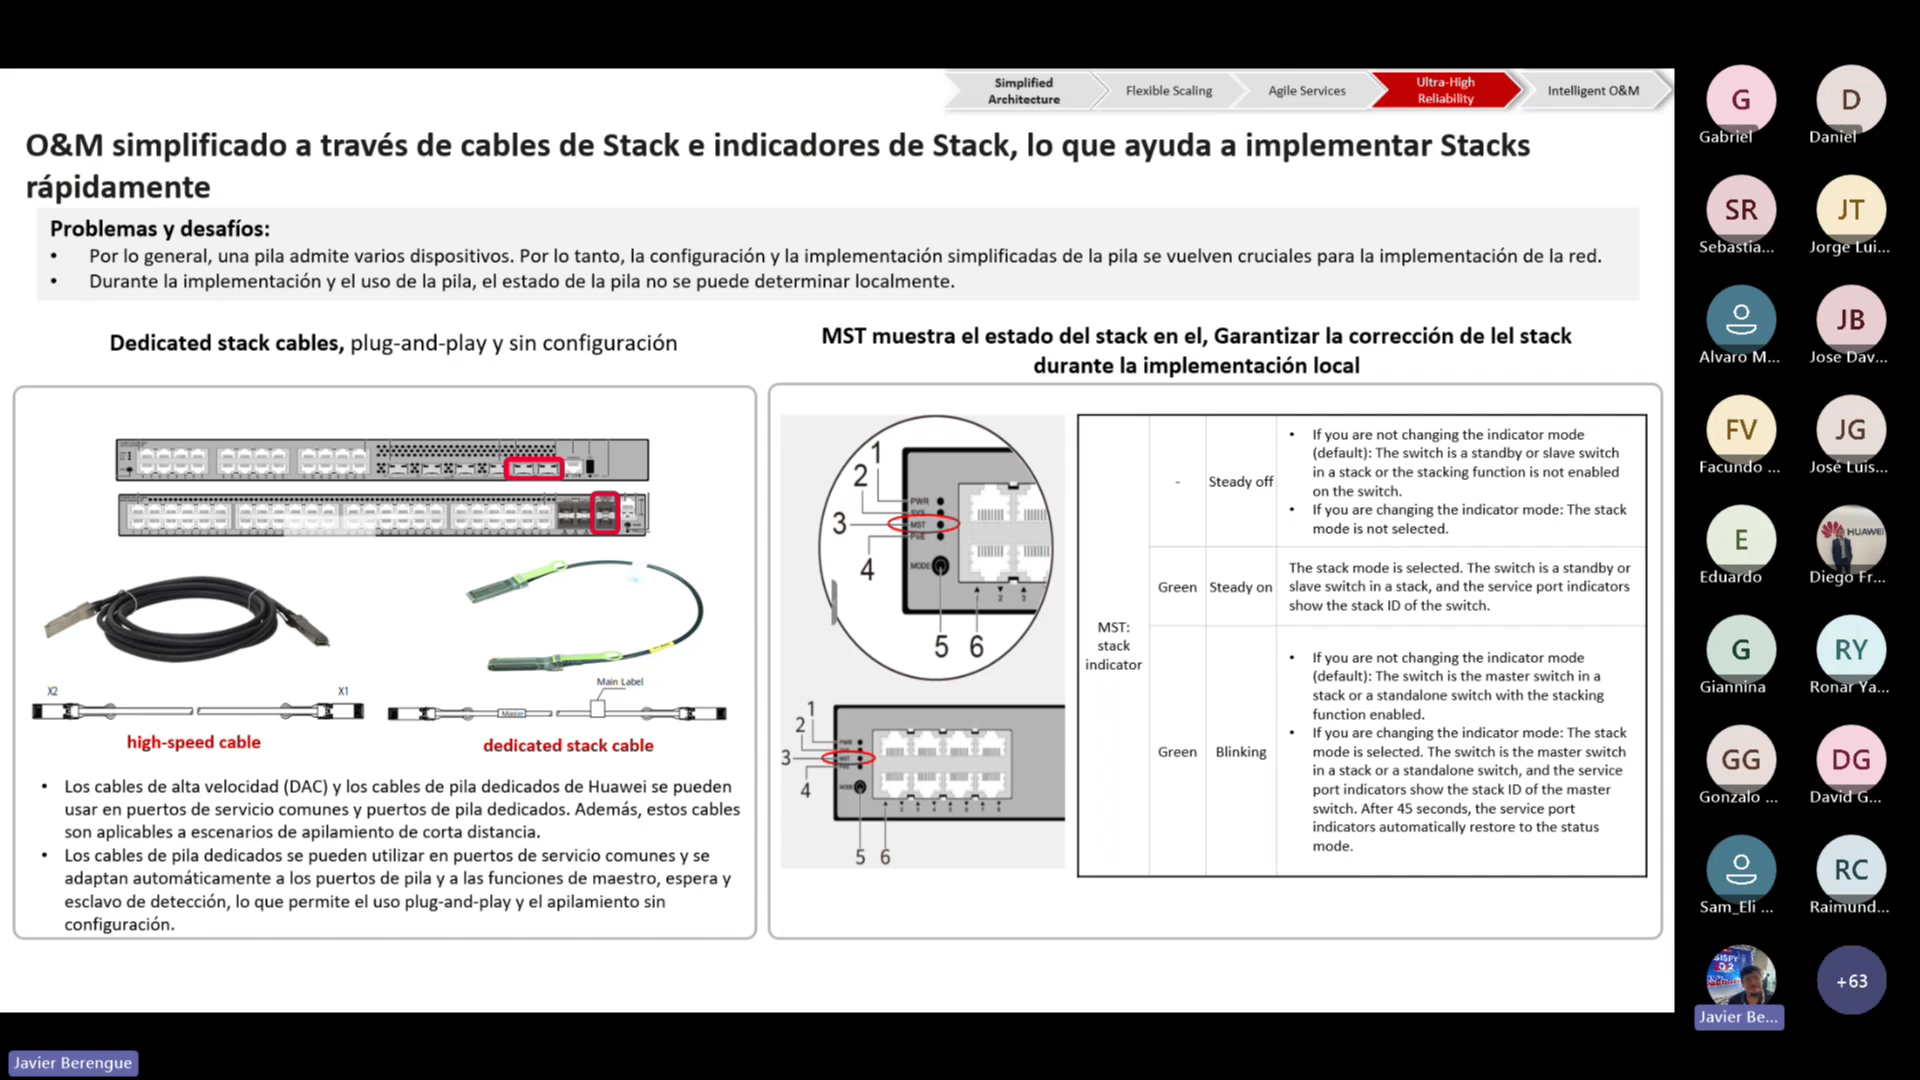 Simplified
Architecture
Flexible Scaling
Agile Services
Ultra-High
Reliability
Intelligent O&M
O&M simplificado a través de cables de Stack e indicadores de Stack, lo que ayuda a implementar Stacks
rápidamente
Problemas y desafíos:
• Por lo general, una pila admite varios dispositivos. Por lo tanto, la configuración y la implementación simplificadas de la pila se vuelven cruciales para la implementación de la red.
• Durante la implementación y el uso de la pila, el estado de la pila no se puede determinar localmente.
Dedicated stack cables, plug-and-play y sin configuración
X2
X1
high-speed cable
Main Label
Master
dedicated stack cable
• Los cables de alta velocidad (DAC) y los cables de pila dedicados de Huawei se pueden
usar en puertos de servicio comunes y puertos de pila dedicados. Además, estos cables
son aplicables a escenarios de apilamiento de corta distancia.
• Los cables de pila dedicados se pueden utilizar en puertos de servicio comunes y se
adaptan automáticamente a los puertos de pila y a las funciones de maestro, espera y
esclavo de detección, lo que permite el uso plug-and-play y el apilamiento sin
configuración.
MST muestra el estado del stack en el, Garantizar la corrección de lel stack
durante la implementación local
1
2
3
4
5
6
PWR
SYS
MST
PoE
MODE
2
3
1
2
3
4
5
6
PWR
MST
MODE
2 3 4 5 6 7 8
MST:
stack
indicator
-
Steady off
• If you are not changing the indicator mode
(default): The switch is a standby or slave switch
in a stack or the stacking function is not enabled
on the switch.
• If you are changing the indicator mode: The stack
mode is not selected.
Green
Steady on
The stack mode is selected. The switch is a standby or
slave switch in a stack, and the service port indicators
show the stack ID of the switch.
Green
Blinking
• If you are not changing the indicator mode
(default): The switch is the master switch in a
stack or a standalone switch with the stacking
function enabled.
• If you are changing the indicator mode: The stack
mode is selected. The switch is the master switch
in a stack or a standalone switch, and the service
port indicators show the stack ID of the master
switch. After 45 seconds, the service port
indicators automatically restore to the status
mode.
G
Gabriel
D
Daniel
SR
Sebastia...
JT
Jorge Lui...
Alvaro M...
JB
Jose Dav...
FV
Facundo ...
JG
José Luis...
E
Eduardo
HUAWEI
Diego Fr...
G
Giannina
RY
Ronar Ya...
GG
Gonzalo ...
DG
David G...
Sam_Eli ...
RC
Raimund...
Javier Be...
+63
Javier Berengue